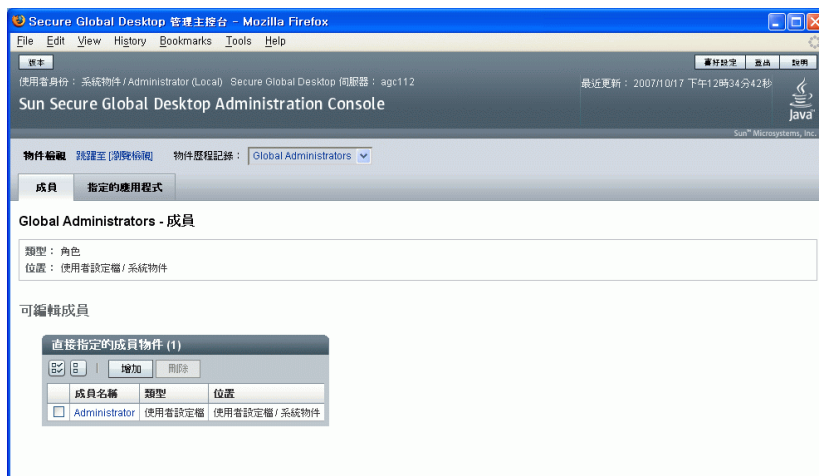 Secure Global Desktop 管理主控台 - Mozilla Firefox
File Edit View History Bookmarks Tools Help
版本 喜好設定 登出 說明
使用者身份： 系統物件 / Administrator (Local) Secure Global Desktop 伺服器： agc112 最近更新： 2007/10/17 下午12時34分42秒
Sun Secure Global Desktop Administration Console
Java
Sun™ Microsystems, Inc.
物件檢視 跳躍至 [瀏覽檢視] 物件歷程記錄： Global Administrators
成員 指定的應用程式
Global Administrators - 成員
類型： 角色
位置： 使用者設定檔 / 系統物件
可編輯成員
直接指定的成員物件 (1)
增加 刪除
成員名稱 類型 位置
Administrator 使用者設定檔 使用者設定檔 / 系統物件